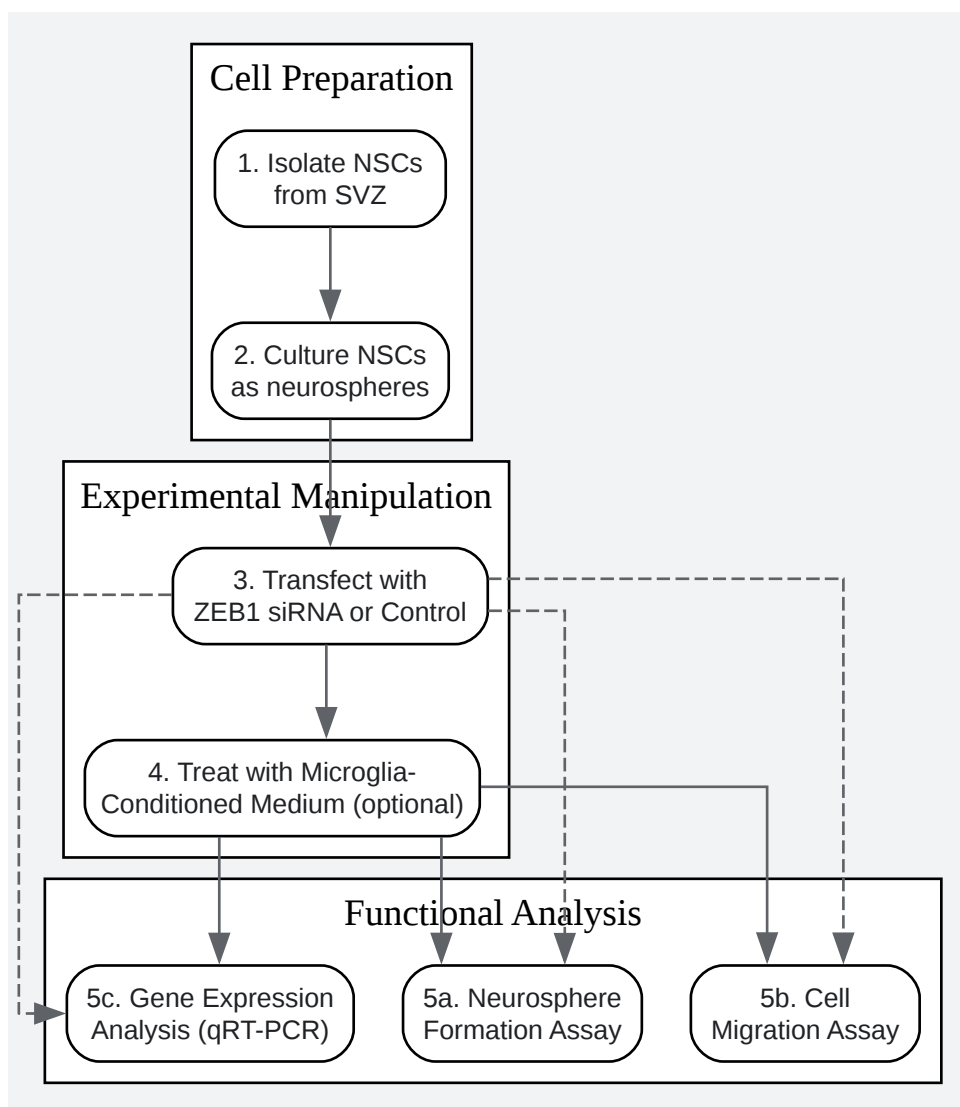 Cell Preparation
1. Isolate NSCs
from SVZ
2. Culture NSCs
as neurospheres
Experimental Manipulation
3. Transfect with
ZEB1 siRNA or Control
4. Treat with Microglia-
Conditioned Medium (optional)
Functional Analysis
5c. Gene Expression
Analysis (qRT-PCR)
5a. Neurosphere
Formation Assay
5b. Cell
Migration Assay